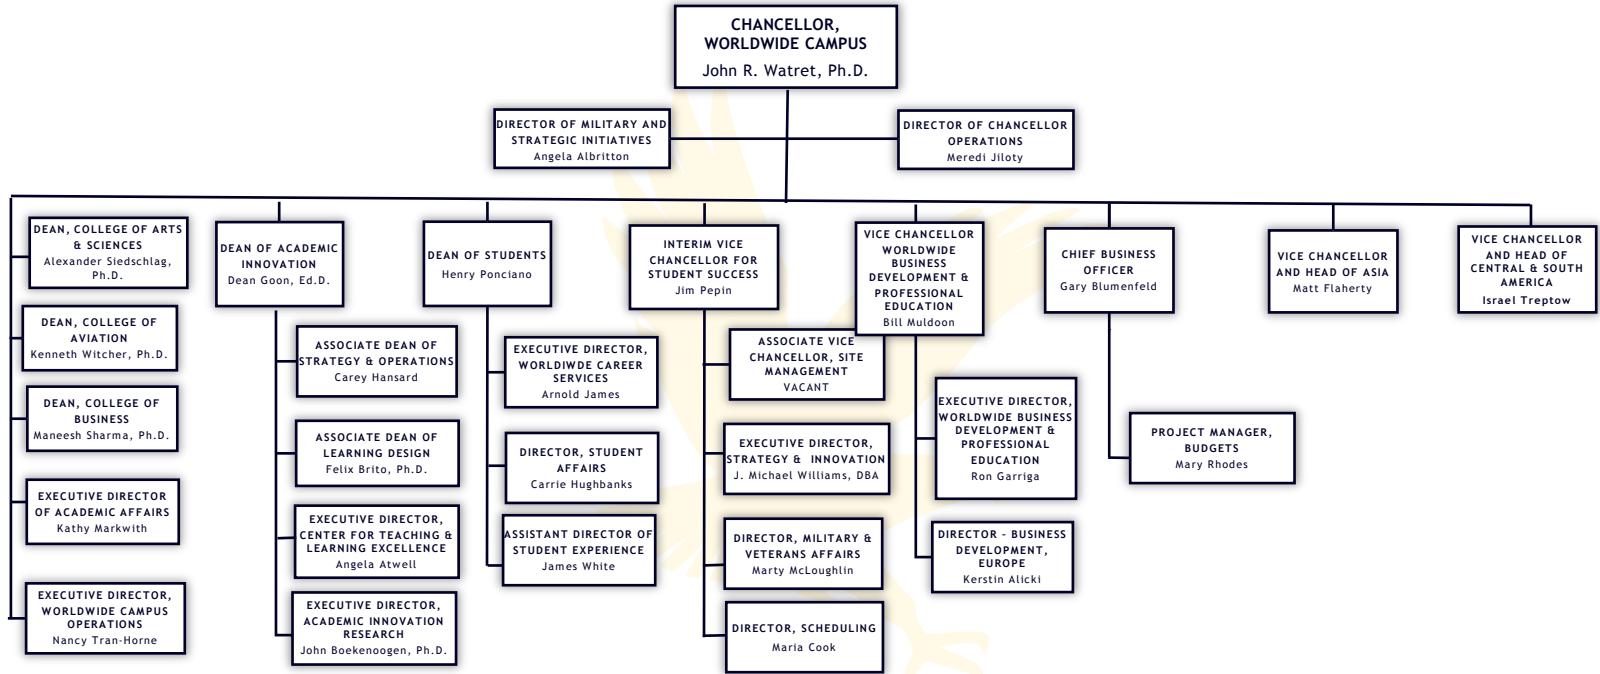 CHANCELLOR,
WORLDWIDE CAMPUS
John R. Watret, Ph.D.
DIRECTOR OF MILITARY AND
STRATEGIC INITIATIVES
Angela Albritton
DIRECTOR OF CHANCELLOR
OPERATIONS
Meredi Jiloty
DEAN, COLLEGE OF ARTS
& SCIENCES
Alexander Siedschlag,
Ph.D.
DEAN, COLLEGE OF
AVIATION
Kenneth Witcher, Ph.D.
DEAN, COLLEGE OF
BUSINESS
Maneesh Sharma, Ph.D.
EXECUTIVE DIRECTOR
OF ACADEMIC AFFAIRS
Kathy Markwith
EXECUTIVE DIRECTOR,
WORLDWIDE CAMPUS
OPERATIONS
Nancy Tran-Horne
DEAN OF ACADEMIC
INNOVATION
Dean Goon, Ed.D.
ASSOCIATE DEAN OF
STRATEGY & OPERATIONS
Carey Hansard
ASSOCIATE DEAN OF
LEARNING DESIGN
Felix Brito, Ph.D.
EXECUTIVE DIRECTOR,
CENTER FOR TEACHING &
LEARNING EXCELLENCE
Angela Atwell
EXECUTIVE DIRECTOR,
ACADEMIC INNOVATION
RESEARCH
John Boekenoogen, Ph.D.
DEAN OF STUDENTS
Henry Ponciano
EXECUTIVE DIRECTOR,
WORLDIWDE CAREER
SERVICES
Arnold James
DIRECTOR, STUDENT
AFFAIRS
Carrie Hughbanks
ASSISTANT DIRECTOR OF
STUDENT EXPERIENCE
James White
INTERIM VICE
CHANCELLOR FOR
STUDENT SUCCESS
Jim Pepin
ASSOCIATE VICE
CHANCELLOR, SITE
MANAGEMENT
VACANT
EXECUTIVE DIRECTOR,
STRATEGY & INNOVATION
J. Michael Williams, DBA
DIRECTOR, MILITARY &
VETERANS AFFAIRS
Marty McLoughlin
DIRECTOR, SCHEDULING
Maria Cook
VICE CHANCELLOR
WORLDWIDE
BUSINESS
DEVELOPMENT &
PROFESSIONAL
EDUCATION
Bill Muldoon
EXECUTIVE DIRECTOR,
WORLDWIDE BUSINESS
DEVELOPMENT &
PROFESSIONAL
EDUCATION
Ron Garriga
DIRECTOR - BUSINESS
DEVELOPMENT,
EUROPE
Kerstin Alicki
CHIEF BUSINESS
OFFICER
Gary Blumenfeld
PROJECT MANAGER,
BUDGETS
Mary Rhodes
VICE CHANCELLOR
AND HEAD OF ASIA
Matt Flaherty
VICE CHANCELLOR
AND HEAD OF
CENTRAL & SOUTH
AMERICA
Israel Treptow